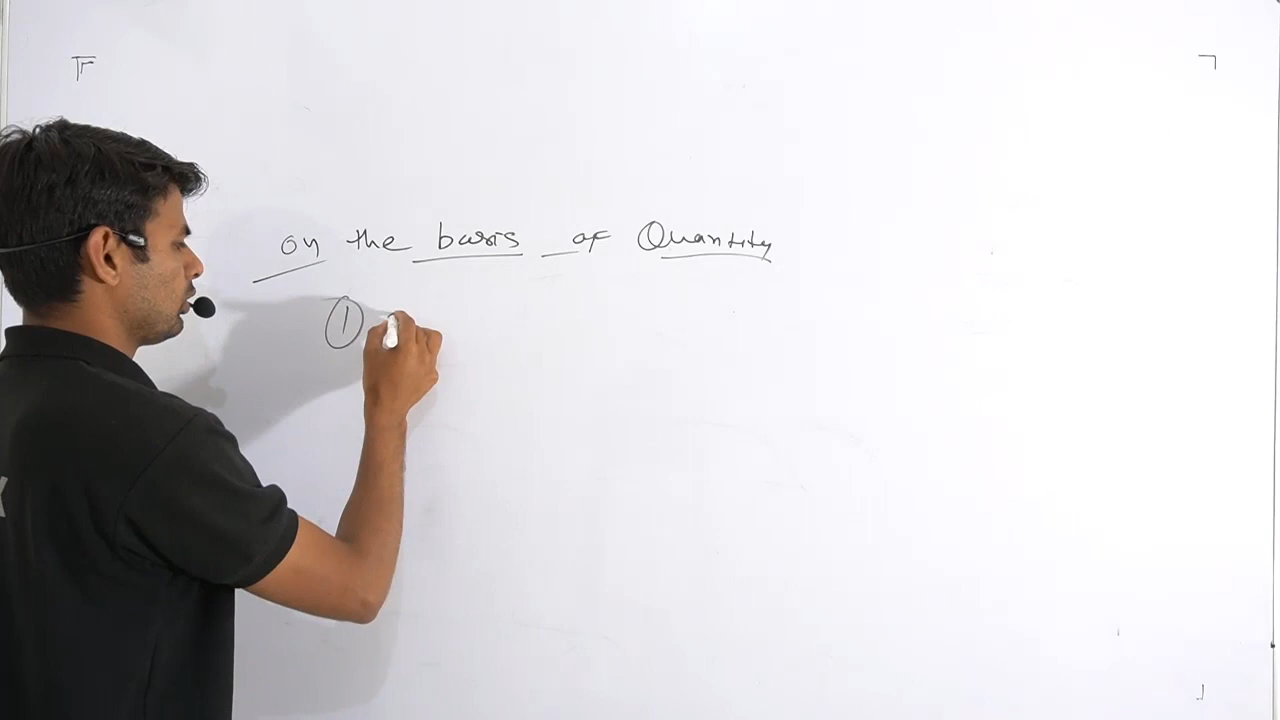 on the basis of Quantity
①